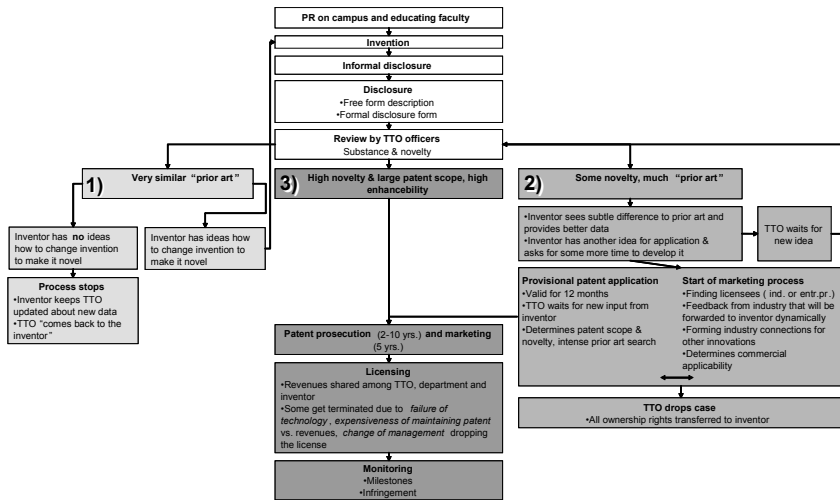 PR on campus and educating faculty
Invention
Informal disclosure
Disclosure
•Free form description
•Formal disclosure form
Review by TTO officers
Substance & novelty
1)
Very similar “prior art”
3)
High novelty & large patent scope, high
enhancebility
2)
Some novelty, much “prior art”
Inventor has no ideas
how to change invention
to make it novel
Inventor has ideas how
to change invention to
make it novel
•Inventor sees subtle difference to prior art and
provides better data
•Inventor has another idea for application &
asks for some more time to develop it
TTO waits for
new idea
Process stops
•Inventor keeps TTO
updated about new data
•TTO “comes back to the
inventor”
Provisional patent application
•Valid for 12 months
•TTO waits for new input from
inventor
•Determines patent scope &
novelty, intense prior art search
Start of marketing process
•Finding licensees ( ind. or entr.pr.)
•Feedback from industry that will be
forwarded to inventor dynamically
•Forming industry connections for
other innovations
•Determines commercial
applicability
Patent prosecution (2-10 yrs.) and marketing
(5 yrs.)
Licensing
•Revenues shared among TTO, department and
inventor
•Some get terminated due to failure of
technology, expensiveness of maintaining patent
vs. revenues, change of management dropping
the license
TTO drops case
•All ownership rights transferred to inventor
Monitoring
•Milestones
•Infringement